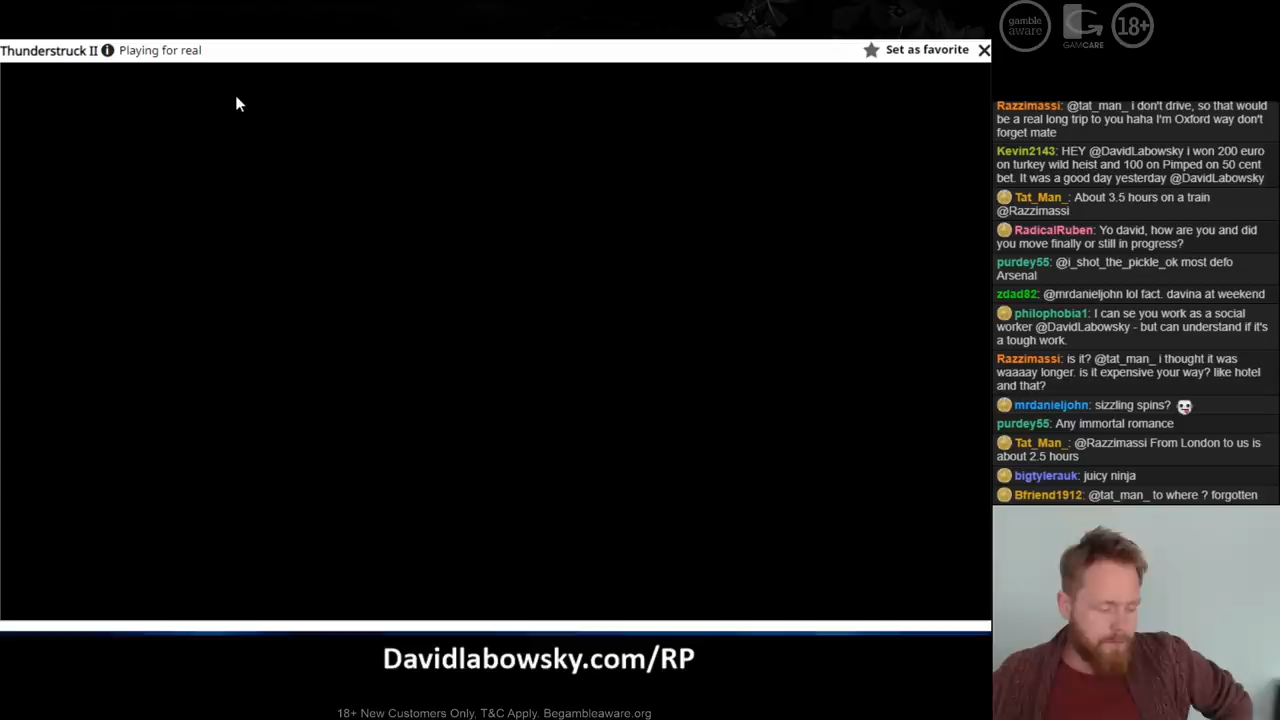 gamble
aware
GAMCARE
18+
Thunderstruck II i Playing for real
Set as favorite
Razzimassi: @tat_man_ i don't drive, so that would
be a real long trip to you haha I'm Oxford way don't
forget mate
Kevin2143: HEY @DavidLabowsky i won 200 euro
on turkey wild heist and 100 on Pimped on 50 cent
bet. It was a good day yesterday @DavidLabowsky
Tat_Man_: About 3.5 hours on a train
@Razzimassi
RadicalRuben: Yo david, how are you and did
you move finally or still in progress?
purdey55: @i_shot_the_pickle_ok most defo
Arsenal
zdad82: @mrdanieljohn lol fact. davina at weekend
philophobia1: I can se you work as a social
worker @DavidLabowsky - but can understand if it's
a tough work.
Razzimassi: is it? @tat_man_ i thought it was
waaaay longer. is it expensive your way? like hotel
and that?
mrdanieljohn: sizzling spins?
purdey55: Any immortal romance
Tat_Man_: @Razzimassi From London to us is
about 2.5 hours
bigtylerauk: juicy ninja
Bfriend1912: @tat_man_ to where ? forgotten
Davidlabowsky.com/RP
18+ New Customers Only, T&C Apply. Begambleaware.org